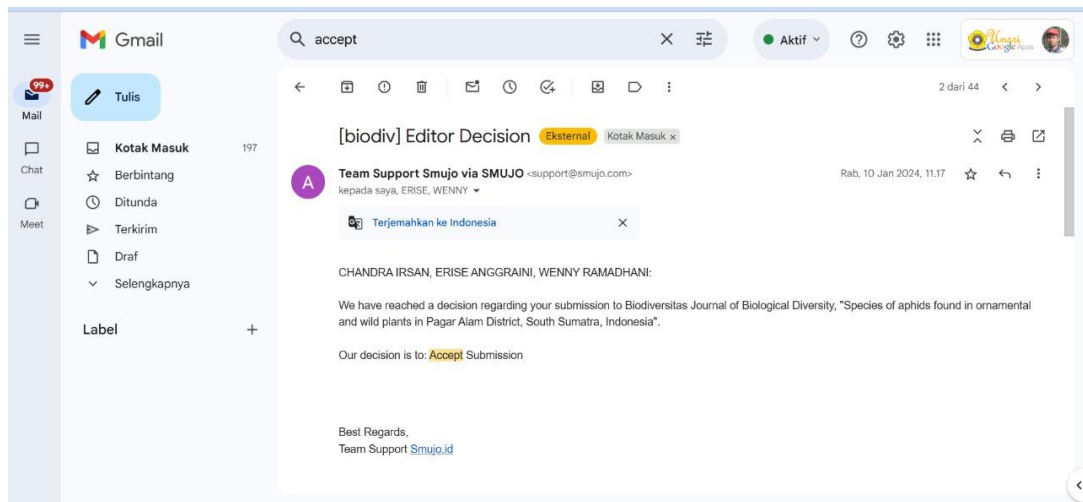 Gmail
accept
Aktif
Unsri
Google Apps
99+
Mail
Chat
Meet
Tulis
Kotak Masuk 197
Berbintang
Ditunda
Terkirim
Draf
Selengkapnya
Label
2 dari 44
[biodiv] Editor Decision Eksternal Kotak Masuk x
A
Team Support Smujo via SMUJO <support@smujo.com> Rab, 10 Jan 2024, 11.17
kepada saya, ERISE, WENNY
Terjemahkan ke Indonesia
CHANDRA IRSAN, ERISE ANGGRAINI, WENNY RAMADHANI:
We have reached a decision regarding your submission to Biodiversitas Journal of Biological Diversity, "Species of aphids found in ornamental
and wild plants in Pagar Alam District, South Sumatra, Indonesia".
Our decision is to: Accept Submission
Best Regards,
Team Support Smujo.id